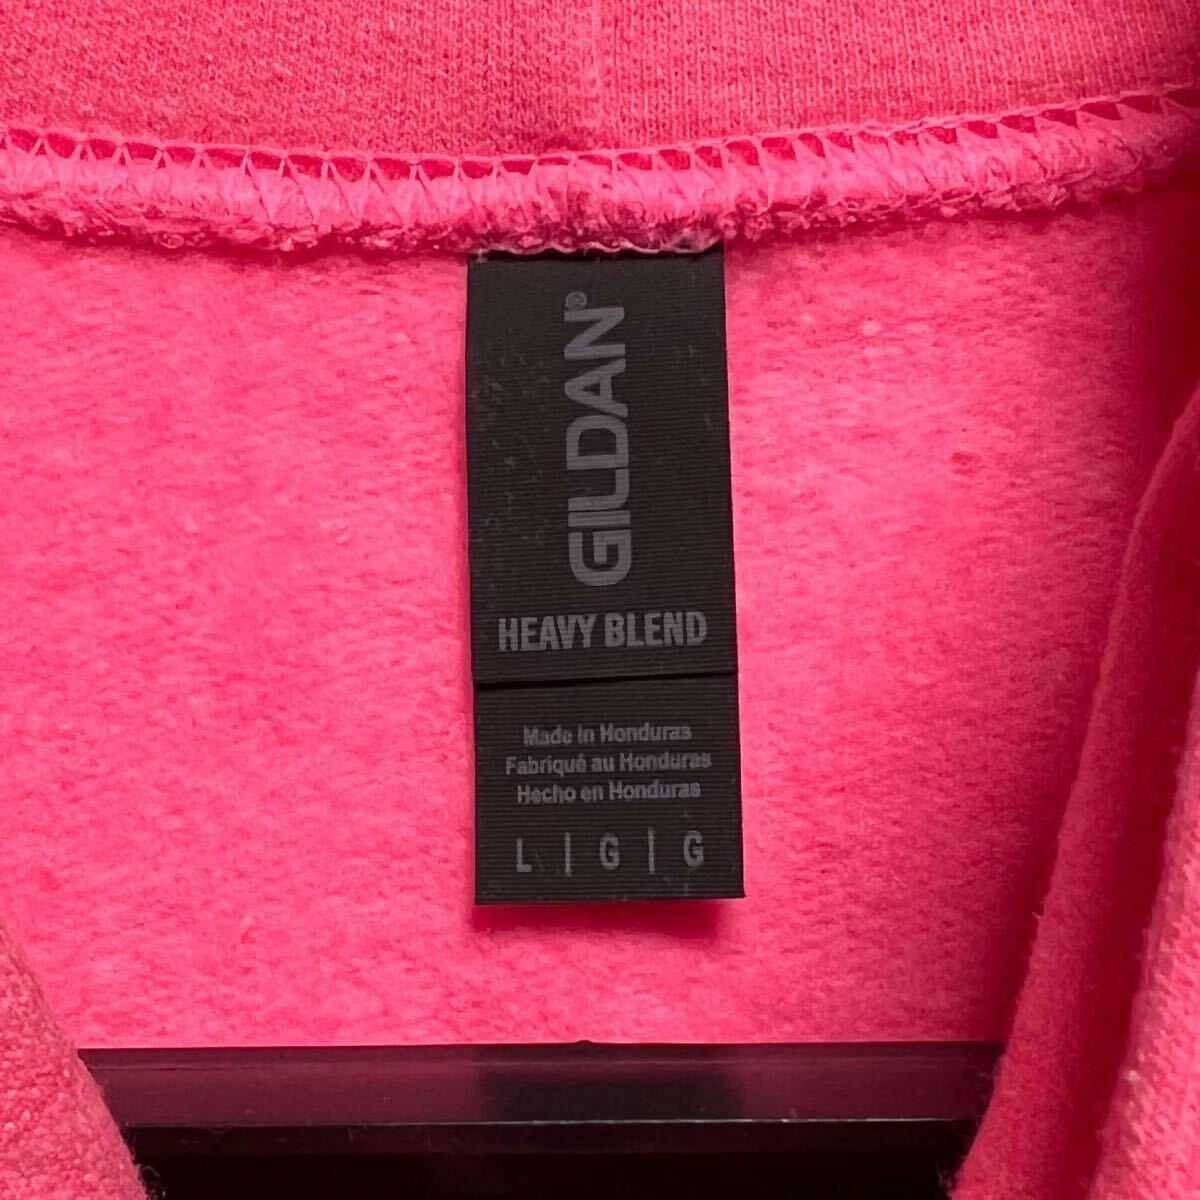 GILDAN®
HEAVY BLEND
Made in Honduras
Fabriqué au Honduras
Hecho en Honduras
L | G | G